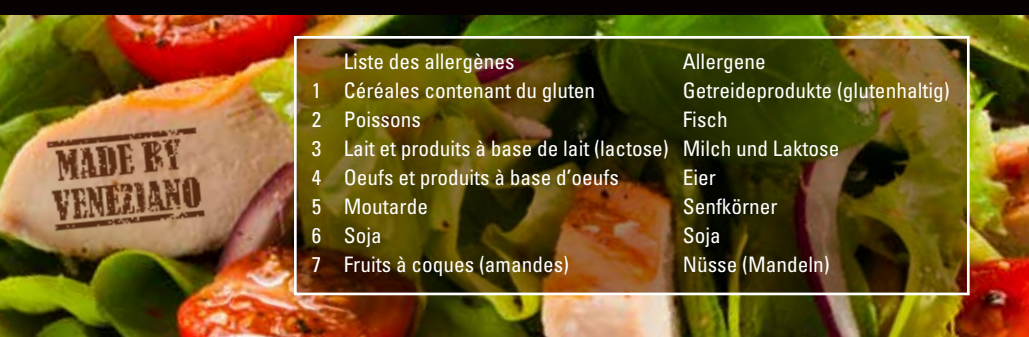 MADE BY
VENEZIANO
Liste des allergènes Allergene
1 Céréales contenant du gluten Getreideprodukte (glutenhaltig)
2 Poissons Fisch
3 Lait et produits à base de lait (lactose) Milch und Laktose
4 Oeufs et produits à base d'oeufs Eier
5 Moutarde Senfkörner
6 Soja Soja
7 Fruits à coques (amandes) Nüsse (Mandeln)